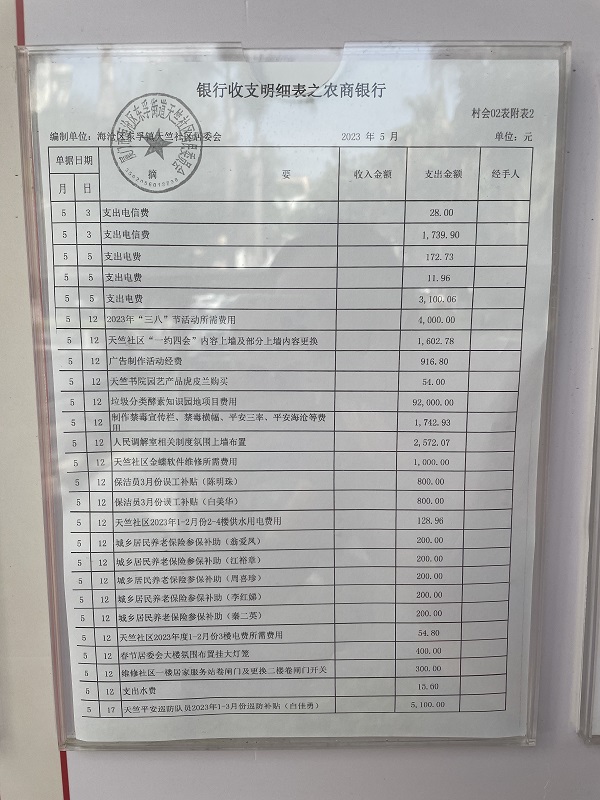 银行收支明细表之农商银行
村会02表附表2
编制单位：海沧区东孚镇天竺社区居委会 2023 年 5 月 单位：元
单据日期 摘 要 收入金额 支出金额 经手人
月 日
5 3 支出电信费 28.00
5 3 支出电信费 1,739.90
5 5 支出电费 172.73
5 5 支出电费 11.96
5 5 支出电费 3,100.06
5 12 2023年“三八”节活动所需费用 4,000.00
5 12 天竺社区“一约四会”内容上墙及部分上墙内容更换 1,602.78
5 12 广告制作活动经费 916.80
5 12 天竺书院园艺产品虎皮兰购买 54.00
5 12 垃圾分类酵素知识园地项目费用 92,000.00
5 12 制作禁毒宣传栏、禁毒横幅、平安三率、平安海沧等费
用 1,742.93
5 12 人民调解室相关制度氛围上墙布置 2,572.07
5 12 天竺社区金蝶软件维修所需费用 1,000.00
5 12 保洁员3月份误工补贴（陈明珠） 800.00
5 12 保洁员3月份误工补贴（白美华） 800.00
5 12 天竺社区2023年1-2月份2-4楼供水用电费用 128.96
5 12 城乡居民养老保险参保补助（翁爱凤） 200.00
5 12 城乡居民养老保险参保补助（江裕章） 200.00
5 12 城乡居民养老保险参保补助（周喜珍） 200.00
5 12 城乡居民养老保险参保补助（李红娣） 200.00
5 12 城乡居民养老保险参保补助（秦二英） 200.00
5 12 天竺社区2023年度1-2月份3楼电费所需费用 54.80
5 12 春节居委会大楼氛围布置挂大灯笼 400.00
5 12 维修社区一楼居家服务站卷闸门及更换二楼卷闸门开关 300.00
5 12 支出水费 15.60
5 17 天竺平安巡防队员2023年1-3月份巡防补贴（白佳勇） 5,100.00